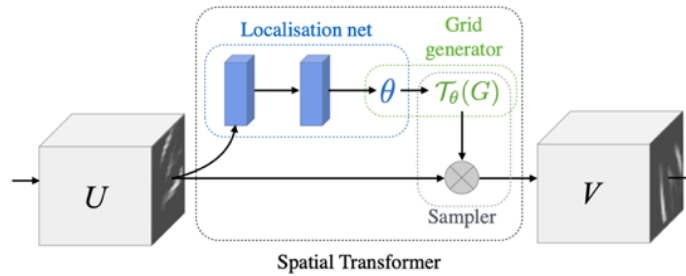 Localisation net
Grid
generator
θ
𝒯θ(G)
U
V
Sampler
Spatial Transformer